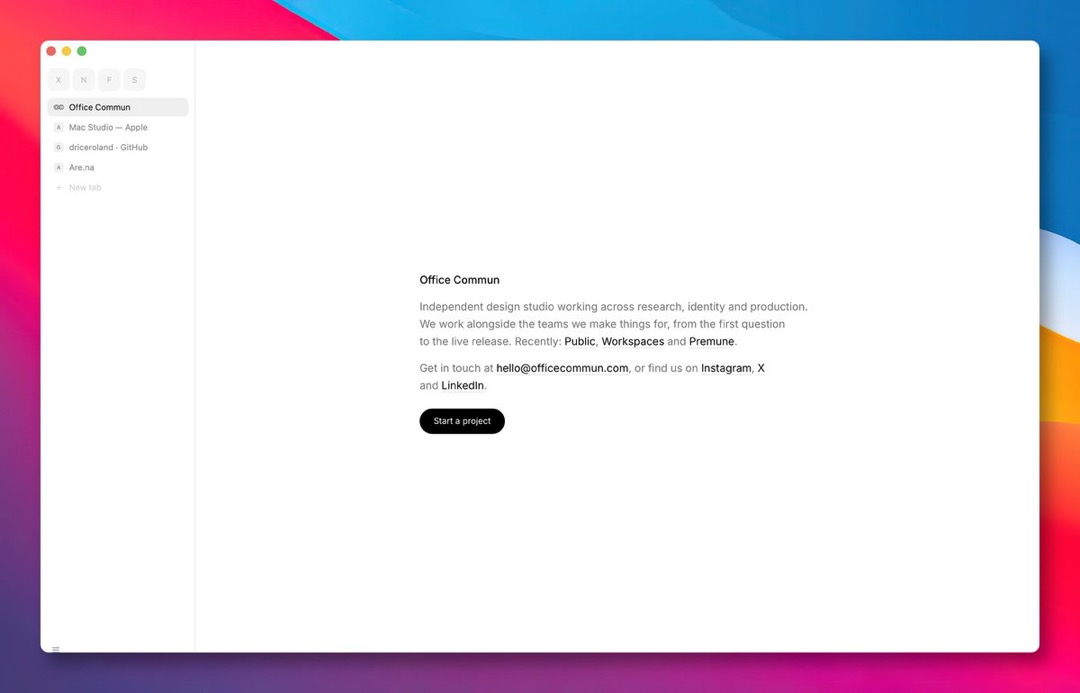 X N F S
Office Commun
A Mac Studio — Apple
G driceroland · GitHub
A Are.na
+ New tab
Office Commun
Independent design studio working across research, identity and production.
We work alongside the teams we make things for, from the first question
to the live release. Recently: Public, Workspaces and Premune.
Get in touch at hello@officecommun.com, or find us on Instagram, X
and LinkedIn.
Start a project